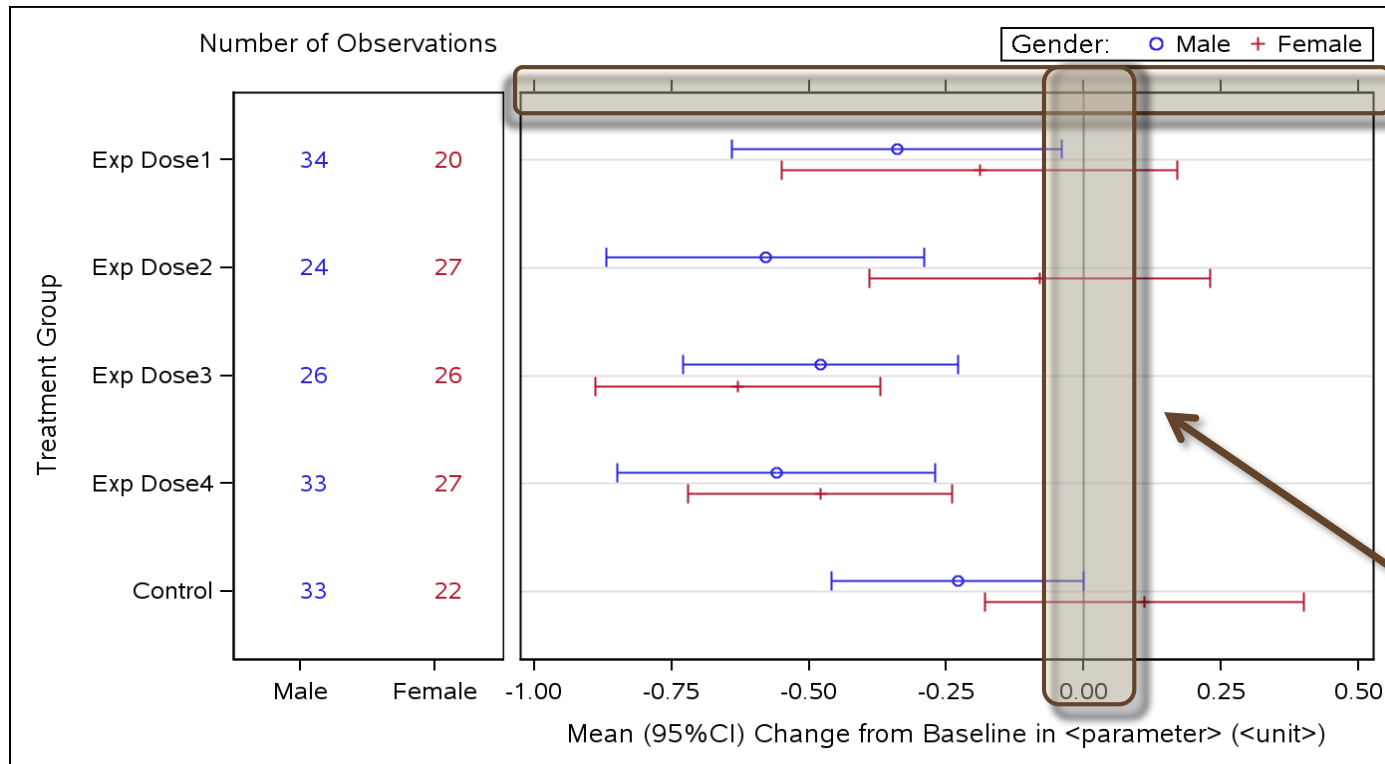 Number of Observations
Gender: Male Female
Exp Dose1 34 20
Exp Dose2 24 27
Exp Dose3 26 26
Exp Dose4 33 27
Control 33 22
Treatment Group
Male Female -1.00 -0.75 -0.50 -0.25 0.00 0.25 0.50
Mean (95%CI) Change from Baseline in <parameter> (<unit>)